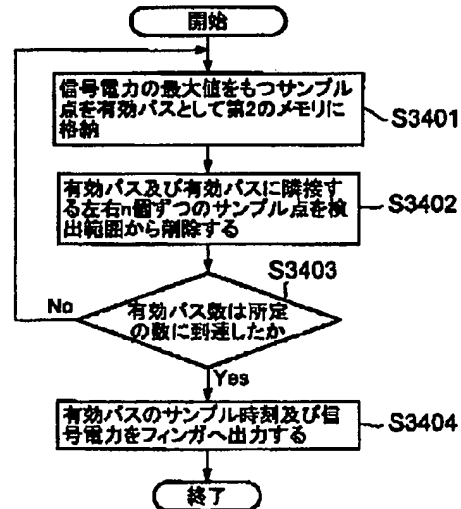 開始
信号電力の最大値をもつサンプル
点を有効パスとして第2のメモリに
格納
S3401
有効パス及び有効パスに隣接す
る左右n個ずつのサンプル点を検
出範囲から削除する
S3402
S3403
有効パス数は所定
の数に到達したか
No
Yes
有効パスのサンプル時刻及び信
号電力をフィンガへ出力する
S3404
終了